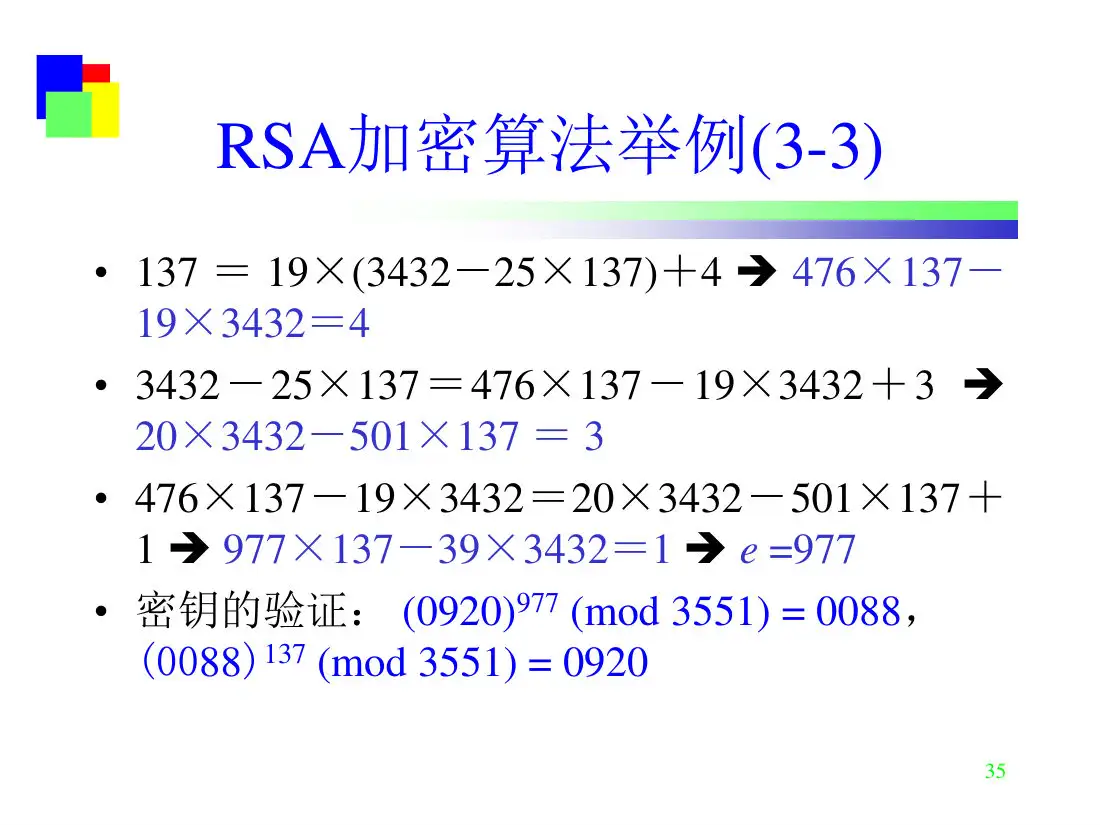 RSA加密算法举例(3-3)
• 137 = 19×(3432-25×137)+4 ➔ 476×137-
19×3432=4
• 3432-25×137=476×137-19×3432+3 ➔
20×3432-501×137 = 3
• 476×137-19×3432=20×3432-501×137+
1 ➔ 977×137-39×3432=1 ➔ e =977
• 密钥的验证: (0920)⁹⁷⁷ (mod 3551) = 0088,
(0088)¹³⁷ (mod 3551) = 0920
35